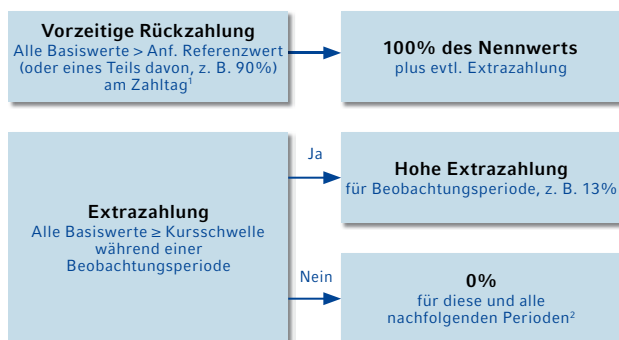 Vorzeitige Rückzahlung
Alle Basiswerte > Anf. Referenzwert
(oder eines Teils davon, z. B. 90%)
am Zahltag¹
100% des Nennwerts
plus evtl. Extrazahlung
Extrazahlung
Alle Basiswerte ≥ Kursschwelle
während einer
Beobachtungsperiode
Ja
Hohe Extrazahlung
für Beobachtungsperiode, z. B. 13%
Nein
0%
für diese und alle
nachfolgenden Perioden²